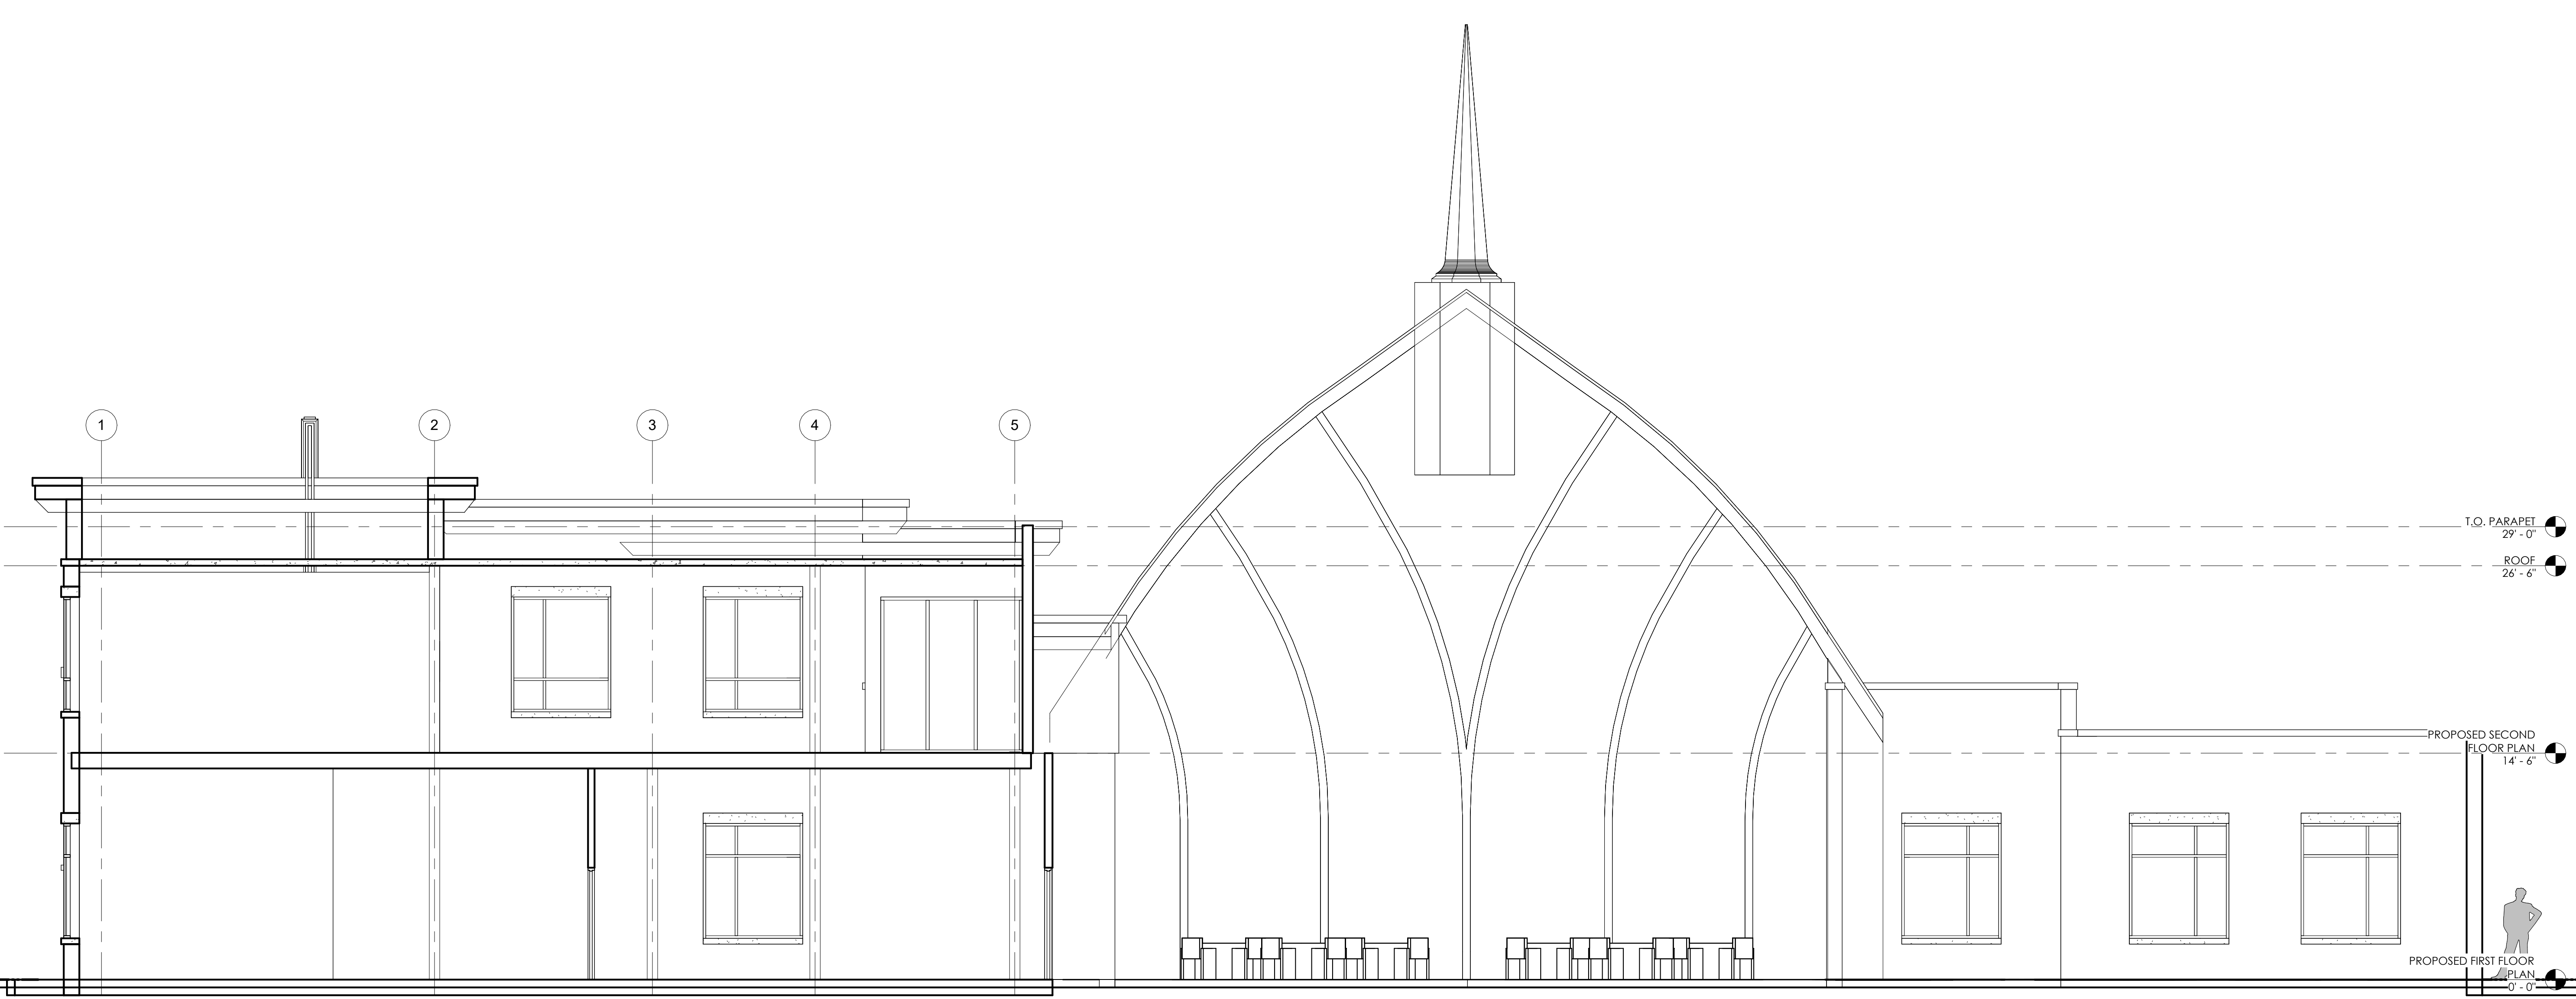 1
2
3
4
5
T.O. PARAPET
29' - 0"
ROOF
26' - 6"
PROPOSED SECOND
FLOOR PLAN
14' - 6"
PROPOSED FIRST FLOOR
PLAN
0' - 0"